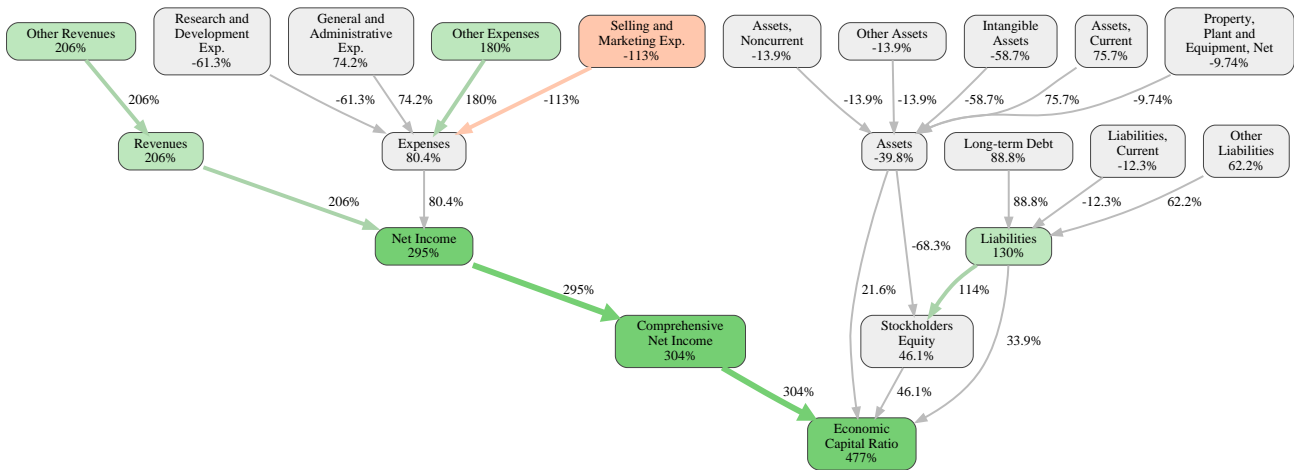 Other Revenues
206%
Research and
Development
Exp.
-61.3%
General and
Administrative
Exp.
74.2%
Other Expenses
180%
Selling and
Marketing Exp.
-113%
Assets,
Noncurrent
-13.9%
Other Assets
-13.9%
Intangible
Assets
-58.7%
Assets,
Current
75.7%
Property,
Plant and
Equipment, Net
-9.74%
206%
-61.3%
74.2%
180%
-113%
-13.9%
-13.9%
-58.7%
75.7%
-9.74%
Revenues
206%
Expenses
80.4%
Assets
-39.8%
Long-term Debt
88.8%
Liabilities,
Current
-12.3%
Other
Liabilities
62.2%
206%
80.4%
88.8%
-12.3%
62.2%
Net Income
295%
-68.3%
Liabilities
130%
295%
21.6%
114%
Comprehensive
Net Income
304%
Stockholders
Equity
46.1%
33.9%
304%
46.1%
Economic
Capital Ratio
477%